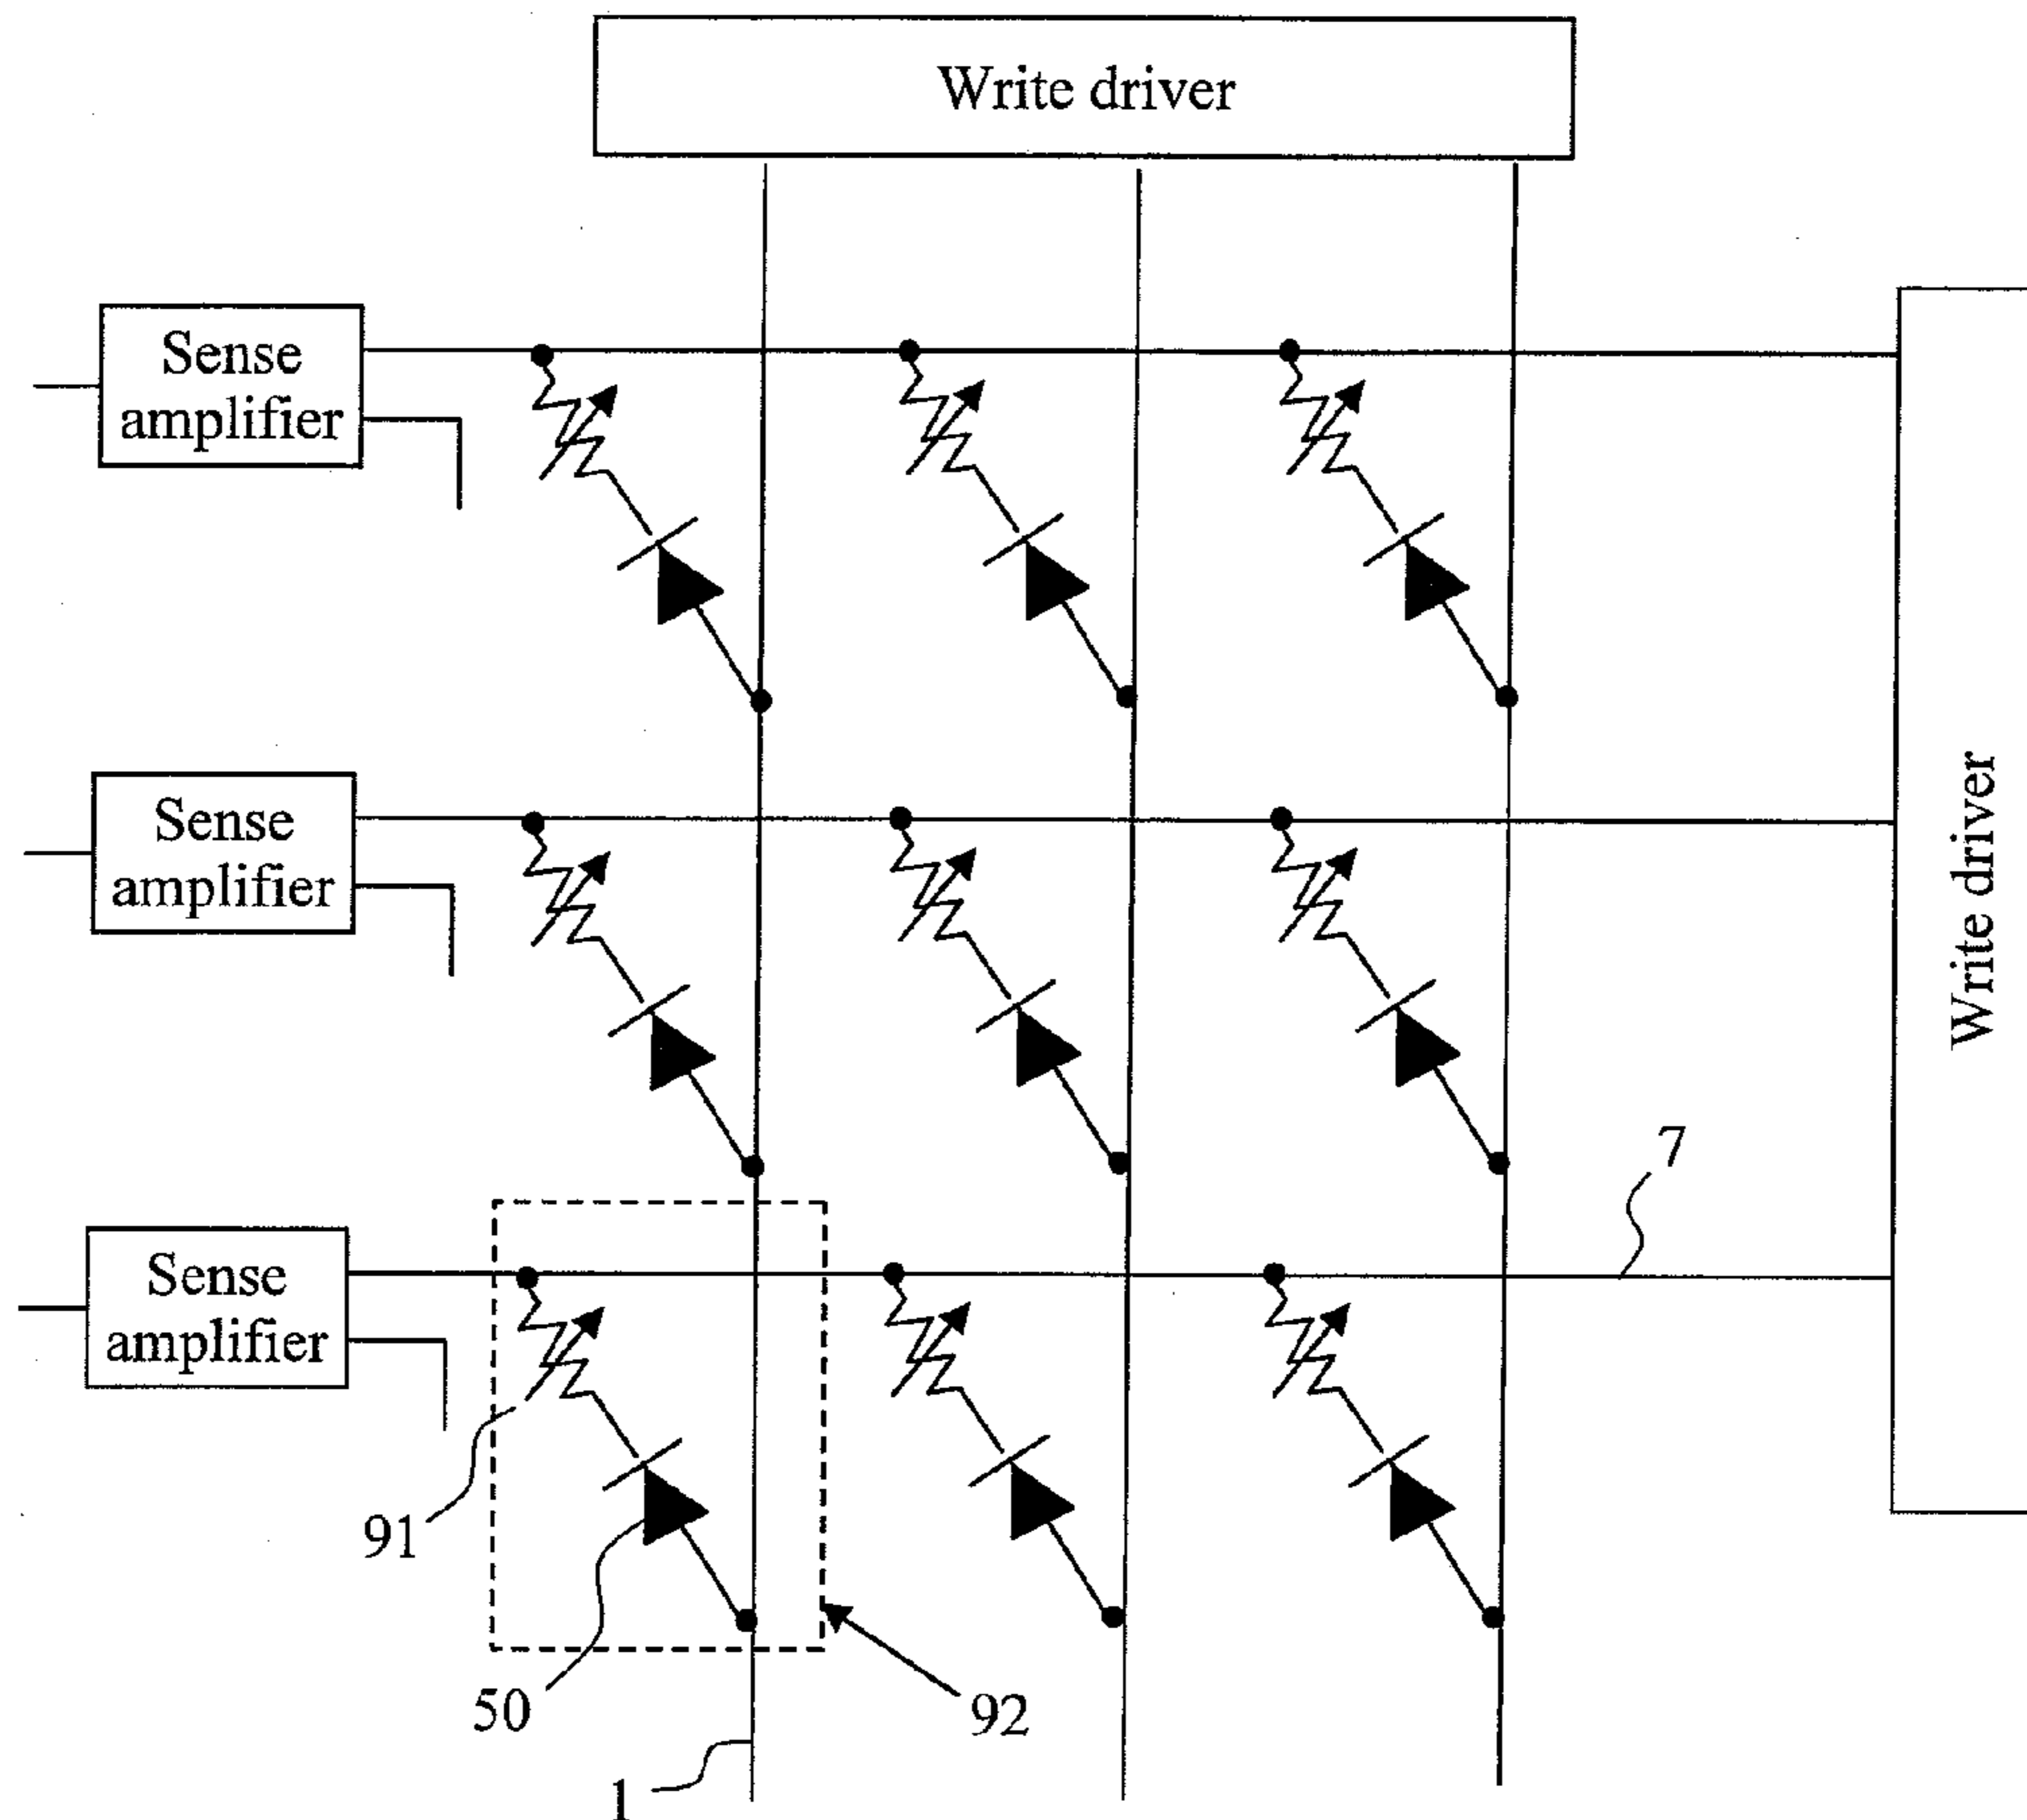 Write driver
Sense
amplifier
Sense
amplifier
Write driver
7
Sense
amplifier
91
50
92
1